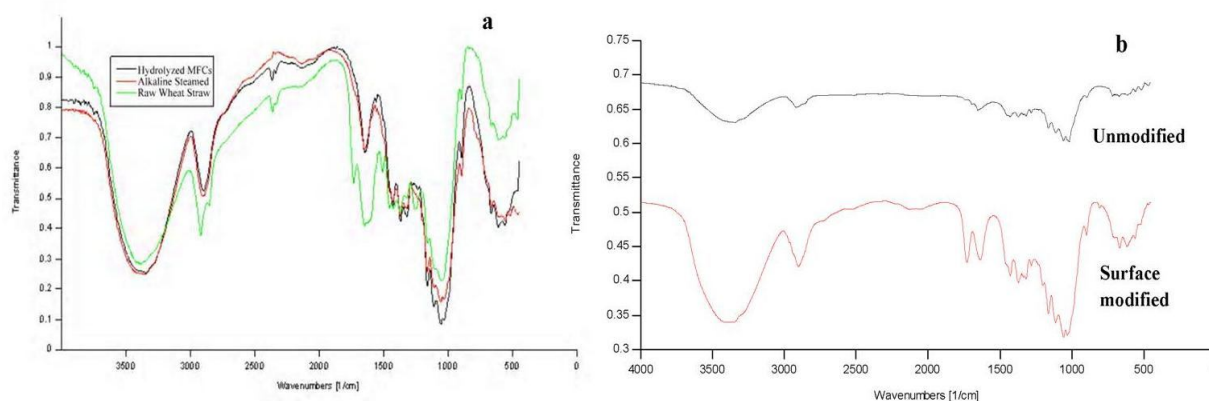 a
1
0.9
0.8
0.7
0.6
0.5
0.4
0.3
0.2
0.1
0
Transmittance
Hydrolyzed MFCs
Alkaline Steamed
Raw Wheat Straw
3500 3000 2500 2000 1500 1000 500 0
Wavenumbers [1/cm]
b
0.75
0.7
0.65
0.6
0.55
0.5
0.45
0.4
0.35
0.3
Transmittance
Unmodified
Surface
modified
4000 3500 3000 2500 2000 1500 1000 500 0
Wavenumbers [1/cm]